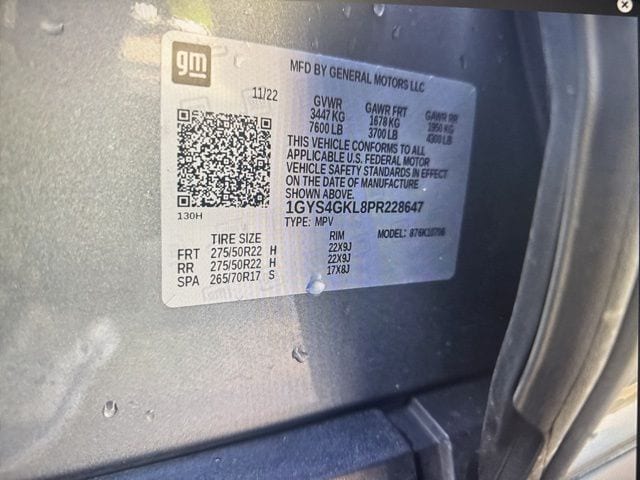 gm
MFD BY GENERAL MOTORS LLC
11/22
GVWR GAWR FRT GAWR RR
3447 KG 1678 KG 1950 KG
7600 LB 3700 LB 4300 LB
THIS VEHICLE CONFORMS TO ALL
APPLICABLE U.S. FEDERAL MOTOR
VEHICLE SAFETY STANDARDS IN EFFECT
ON THE DATE OF MANUFACTURE
SHOWN ABOVE.
1GYS4GKL8PR228647
130H
TYPE: MPV
MODEL:
TIRE SIZE RIM
FRT 275/50R22 H 22X9J
RR 275/50R22 H 22X9J
SPA 265/70R17 S 17X8J